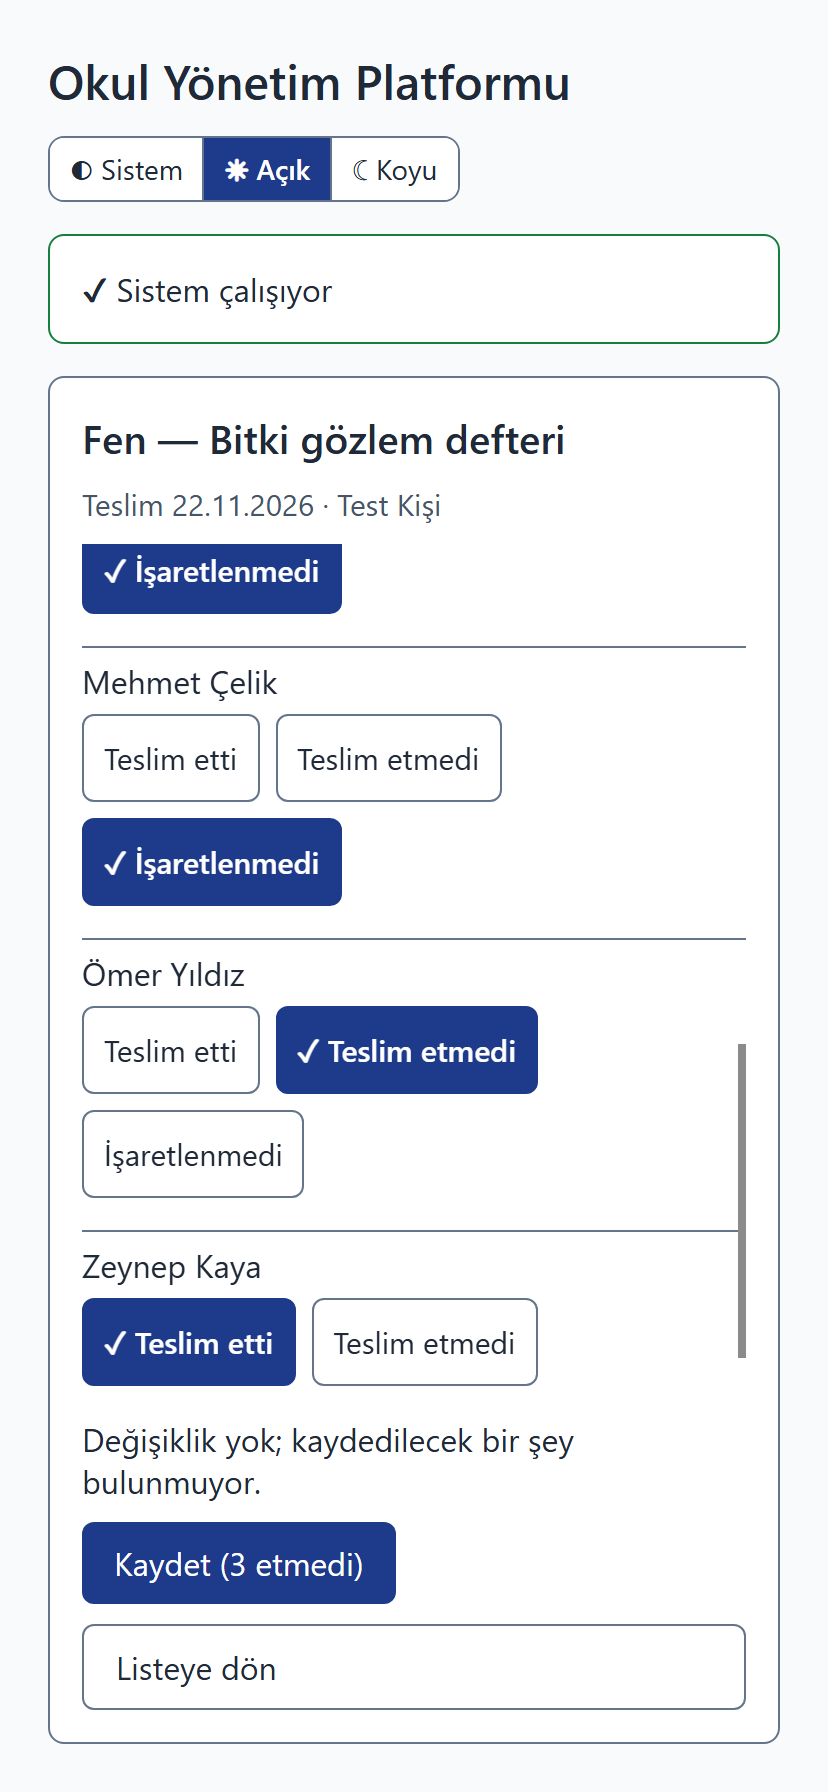 Okul Yönetim Platformu
◐ Sistem
✱ Açık
☾ Koyu
✓ Sistem çalışıyor
Fen — Bitki gözlem defteri
Teslim 22.11.2026 · Test Kişi
✓ İşaretlenmedi
Mehmet Çelik
Teslim etti
Teslim etmedi
✓ İşaretlenmedi
Ömer Yıldız
Teslim etti
✓ Teslim etmedi
İşaretlenmedi
Zeynep Kaya
✓ Teslim etti
Teslim etmedi
Değişiklik yok; kaydedilecek bir şey
bulunmuyor.
Kaydet (3 etmedi)
Listeye dön